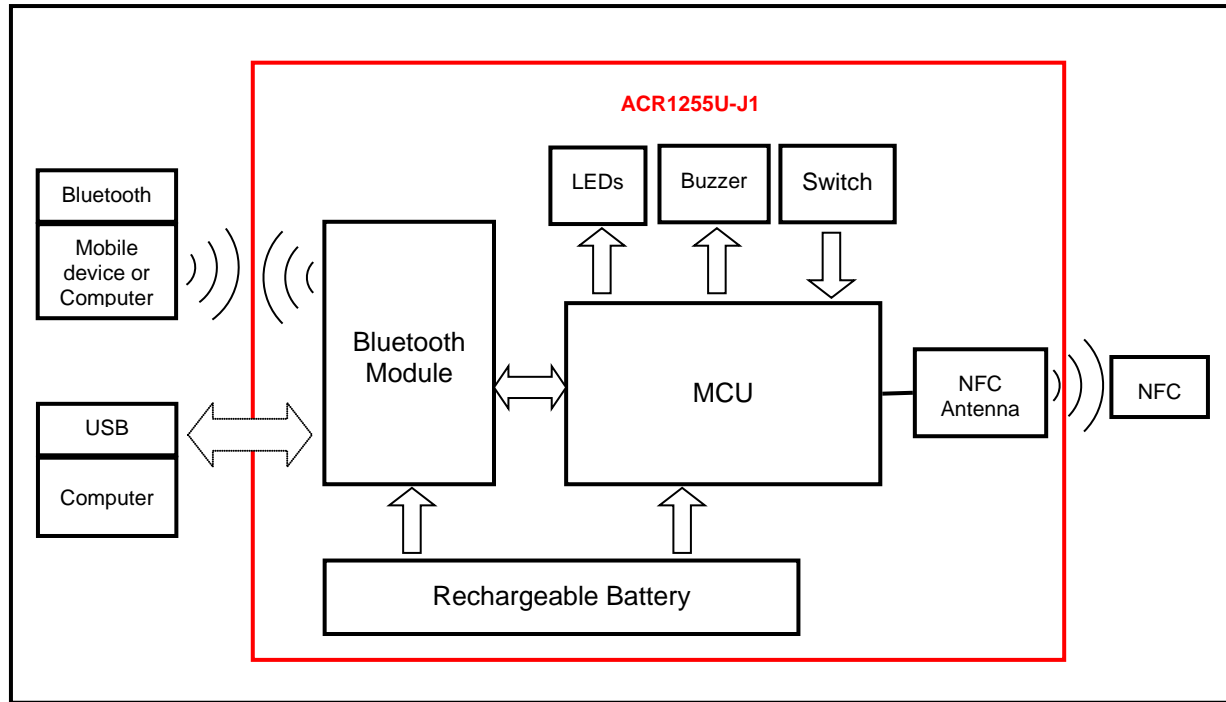 ACR1255U-J1
LEDs
Buzzer
Switch
Bluetooth
Mobile
device or
Computer
Bluetooth
Module
MCU
NFC
Antenna
NFC
USB
Computer
Rechargeable Battery